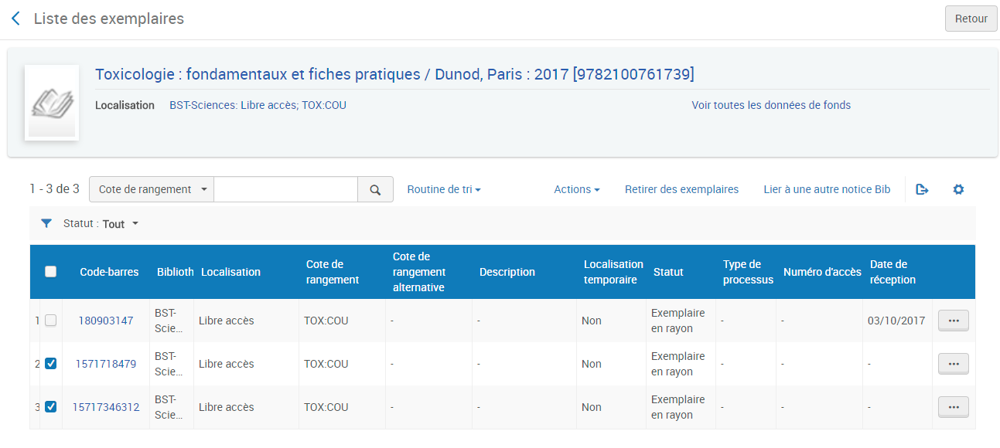 Liste des exemplaires
Retour
Toxicologie : fondamentaux et fiches pratiques / Dunod, Paris : 2017 [9782100761739]
Localisation BST-Sciences: Libre accès; TOX:COU Voir toutes les données de fonds
1 - 3 de 3 Cote de rangement Routine de tri Actions Retirer des exemplaires Lier à une autre notice Bib
Statut : Tout
Code-barres Biblioth Localisation Cote de rangement Cote de rangement alternative Description Localisation temporaire Statut Type de processus Numéro d'accès Date de réception
1 180903147 BST-Scie... Libre accès TOX:COU - - Non Exemplaire en rayon - - 03/10/2017 ...
2 1571718479 BST-Scie... Libre accès TOX:COU - - Non Exemplaire en rayon - - - ...
3 15717346312 BST-Scie... Libre accès TOX:COU - - Non Exemplaire en rayon - - - ...